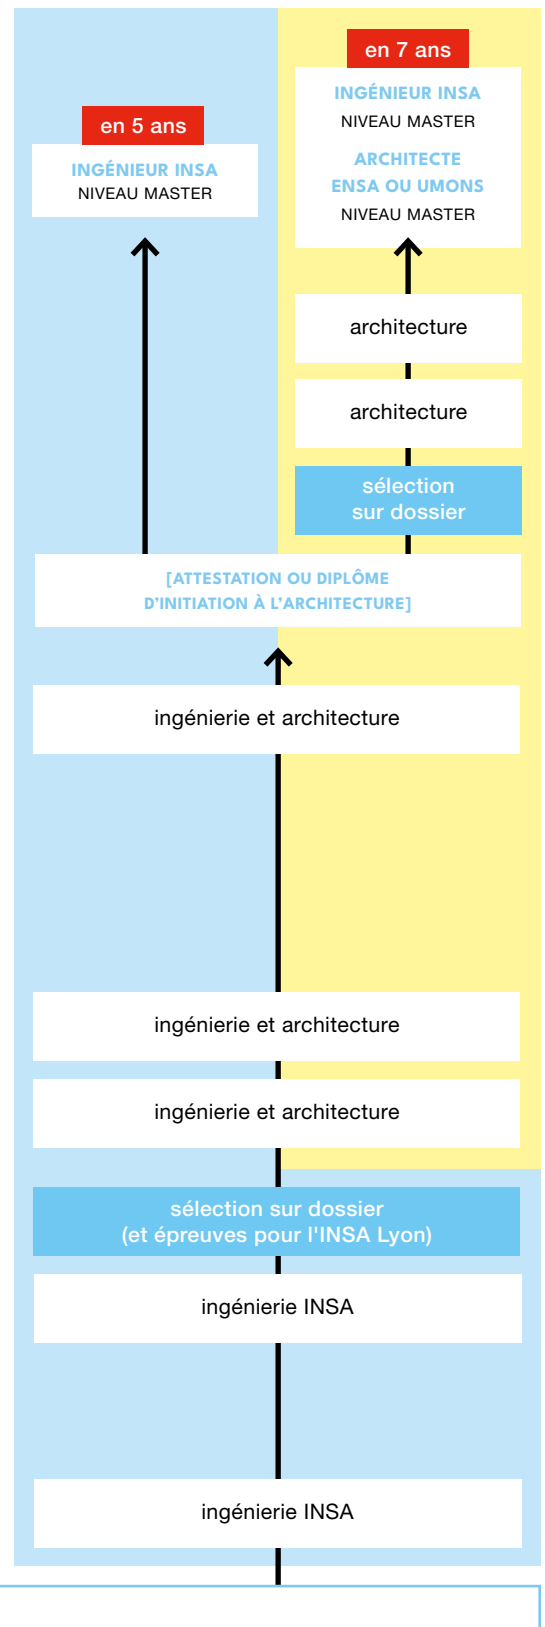 en 7 ans
INGÉNIEUR INSA
NIVEAU MASTER
ARCHITECTE
ENSA OU UMONS
NIVEAU MASTER
en 5 ans
INGÉNIEUR INSA
NIVEAU MASTER
architecture
architecture
sélection
sur dossier
[ATTESTATION OU DIPLÔME
D'INITIATION À L'ARCHITECTURE]
ingénierie et architecture
ingénierie et architecture
ingénierie et architecture
sélection sur dossier
(et épreuves pour l'INSA Lyon)
ingénierie INSA
ingénierie INSA